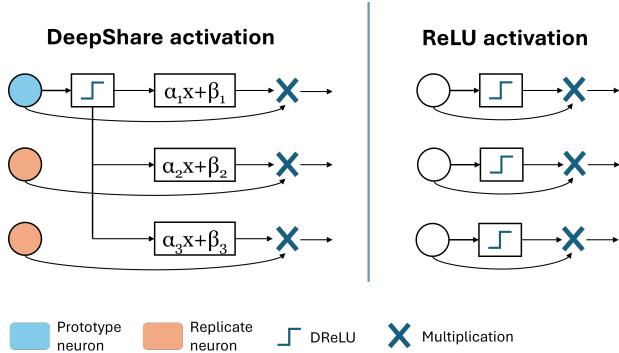 DeepShare activation
ReLU activation
α₁x+β₁
α₂x+β₂
α₃x+β₃
Prototype
neuron
Replicate
neuron
DReLU
Multiplication